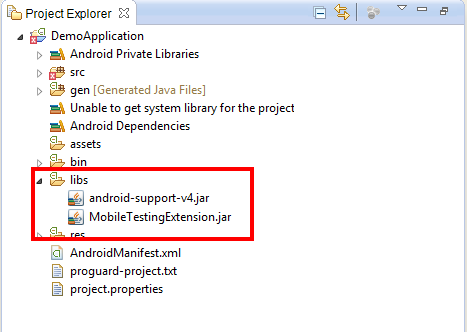 Project Explorer
DemoApplication
Android Private Libraries
src
gen [Generated Java Files]
Unable to get system library for the project
Android Dependencies
assets
bin
libs
android-support-v4.jar
MobileTestingExtension.jar
res
AndroidManifest.xml
proguard-project.txt
project.properties